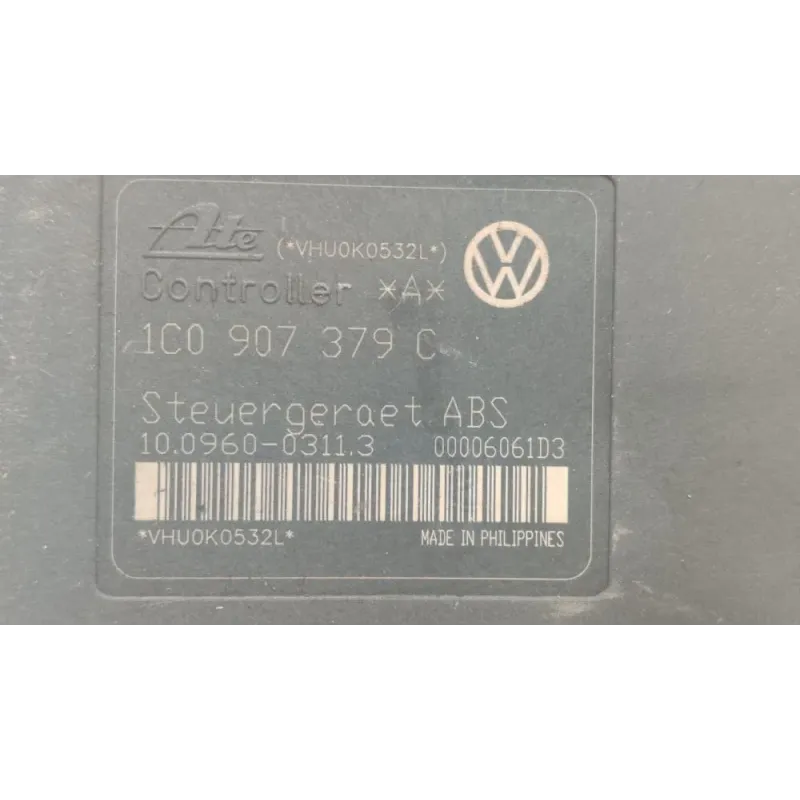 Ate (*VHU0K0532L*)
Controller *A*
1C0 907 379 C
Steuergeraet ABS
10.0960-0311.3 00006061D3
*VHU0K0532L*
MADE IN PHILIPPINES